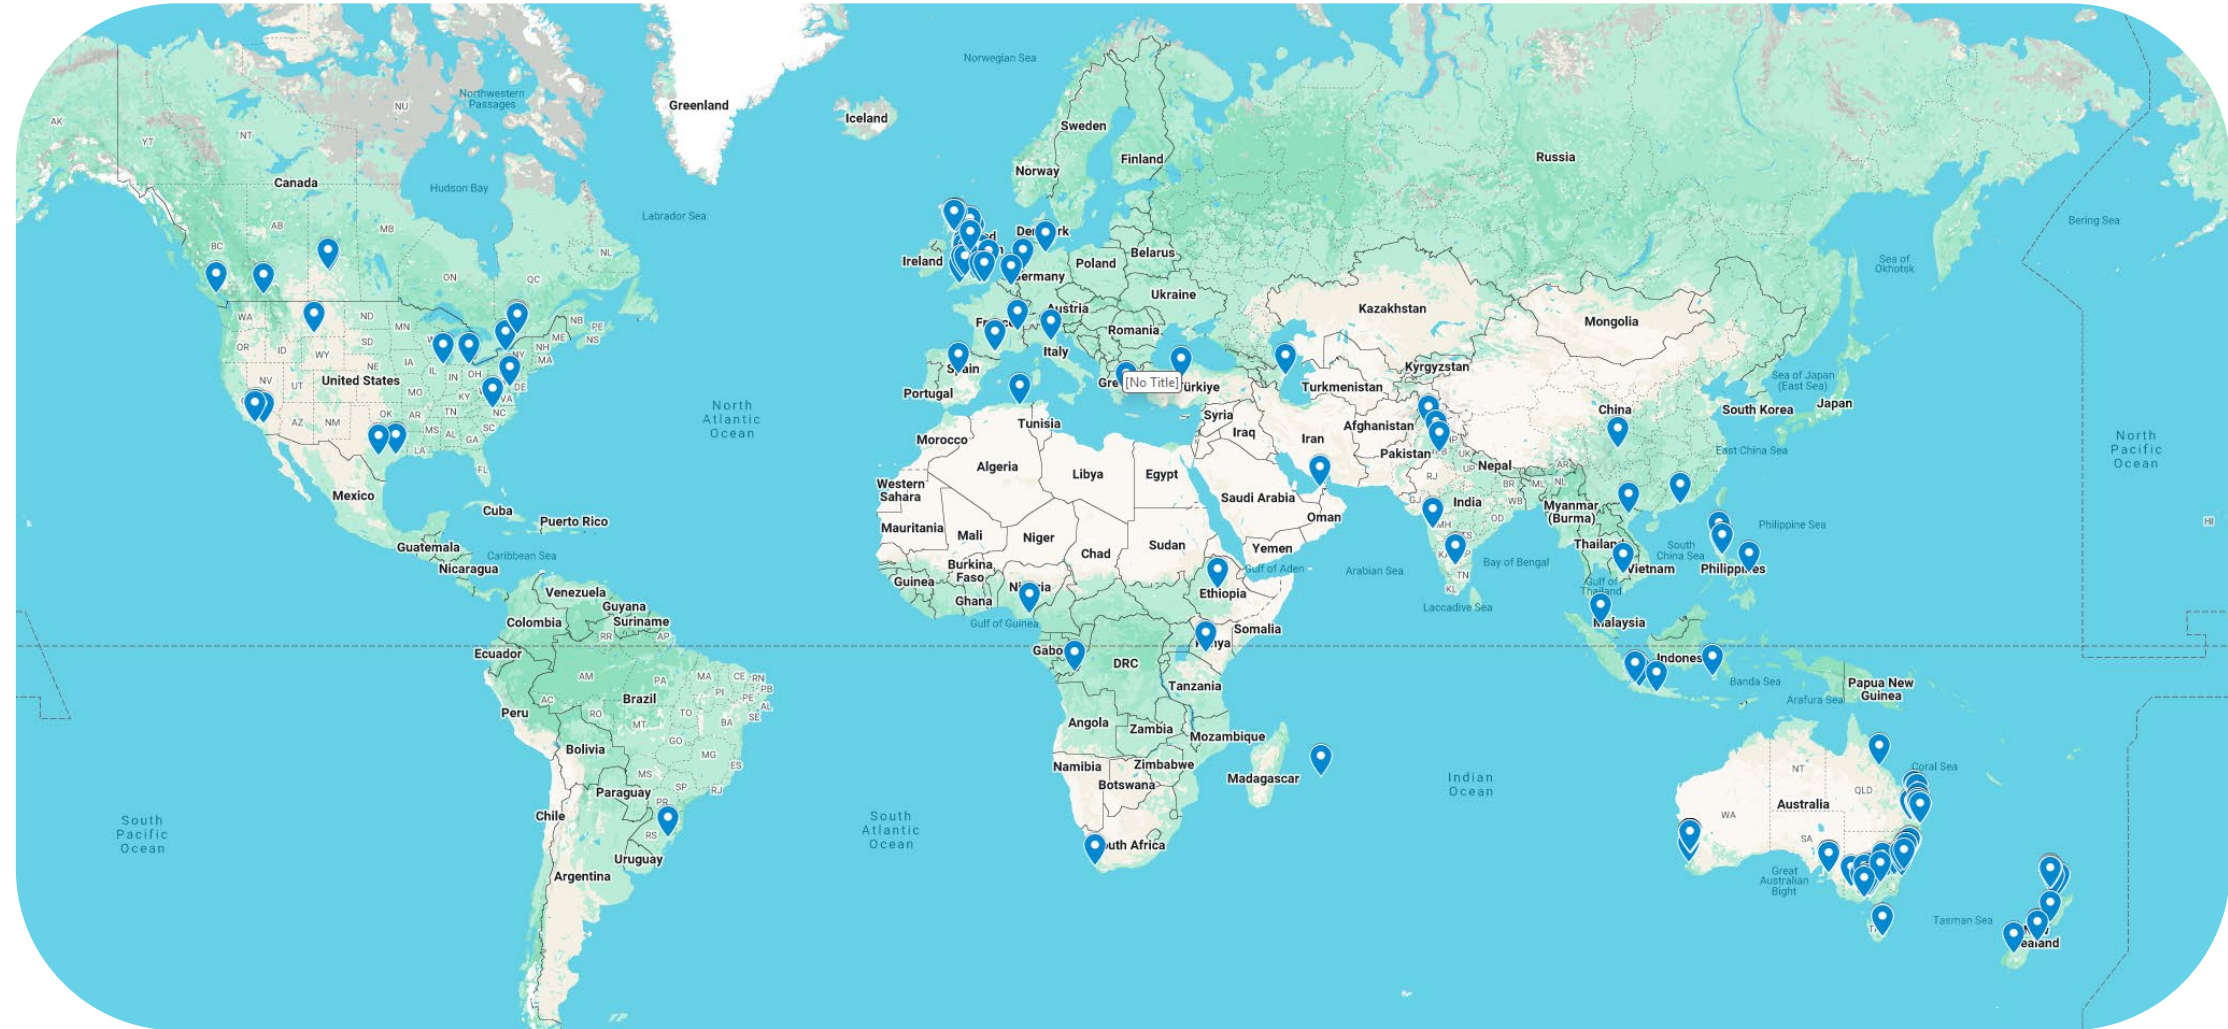 Greenland
Iceland
Norwegian Sea
Sweden
Finland
Norway
Russia
Northwestern
Passages
NU
AK
YT
NT
Canada
Hudson Bay
Labrador Sea
Bering Sea
Sea of
Okhotsk
BC
AB
MB
ON
QC
NL
NB
PE
NS
Ireland
Poland
Belarus
Ukraine
Austria
Romania
Italy
Portugal
[No Title]
Kazakhstan
Mongolia
Kyrgyzstan
Turkmenistan
WA
OR
ID
NV
UT
WY
ND
SD
MN
NE
IA
IL
IN
OH
MO
KY
VA
DE
NH
ME
MA
NY
United States
AZ
NM
OK
AR
TN
NC
SC
MS
AL
GA
LA
FL
North
Atlantic
Ocean
Mexico
Cuba
Puerto Rico
Guatemala
Caribbean Sea
Nicaragua
Venezuela
Guyana
Suriname
Colombia
Ecuador
RR
AP
AM
PA
MA
CE
RN
PB
PI
PE
AL
SE
AC
RO
TO
BA
MT
GO
MG
ES
MS
SP
RJ
PR
RS
Peru
Brazil
Bolivia
Paraguay
Chile
Uruguay
Argentina
South
Pacific
Ocean
South
Atlantic
Ocean
Morocco
Tunisia
Algeria
Libya
Egypt
Western
Sahara
Mauritania
Mali
Niger
Chad
Sudan
Burkina
Faso
Guinea
Ghana
Gulf of Guinea
Ethiopia
Somalia
DRC
Tanzania
Angola
Zambia
Mozambique
Namibia
Zimbabwe
Botswana
Madagascar
Syria
Iraq
Iran
Afghanistan
Pakistan
Saudi Arabia
Oman
Yemen
Gulf of Aden
Arabian Sea
Laccadive Sea
Nepal
India
RJ
UP
UK
BR
GJ
WB
OD
TN
KL
AR
NL
ML
Bay of Bengal
Myanmar
(Burma)
China
South Korea
Japan
Sea of Japan
(East Sea)
East China Sea
Philippine Sea
South
China Sea
Vietnam
Gulf of
Thailand
Malaysia
Banda Sea
Arafura Sea
Papua New
Guinea
North
Pacific
Ocean
HI
Indian
Ocean
Coral Sea
NT
QLD
WA
SA
Australia
Great
Australian
Bight
Tasman Sea